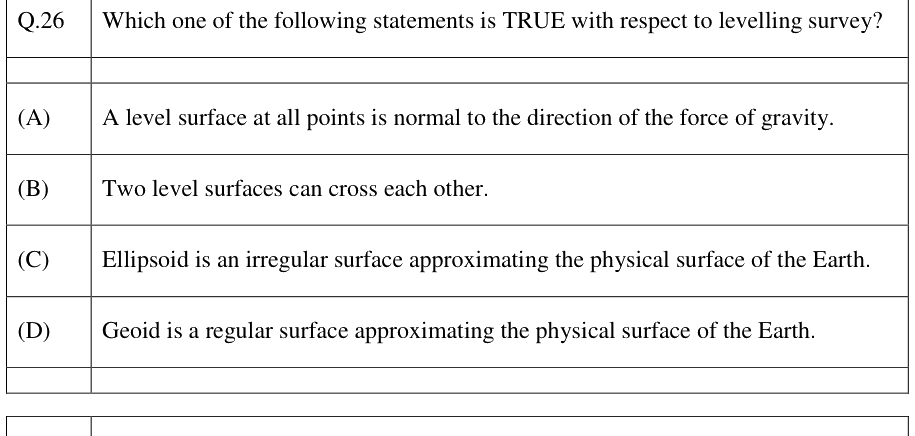 Q.26 Which one of the following statements is TRUE with respect to levelling survey?
(A) A level surface at all points is normal to the direction of the force of gravity.
(B) Two level surfaces can cross each other.
(C) Ellipsoid is an irregular surface approximating the physical surface of the Earth.
(D) Geoid is a regular surface approximating the physical surface of the Earth.